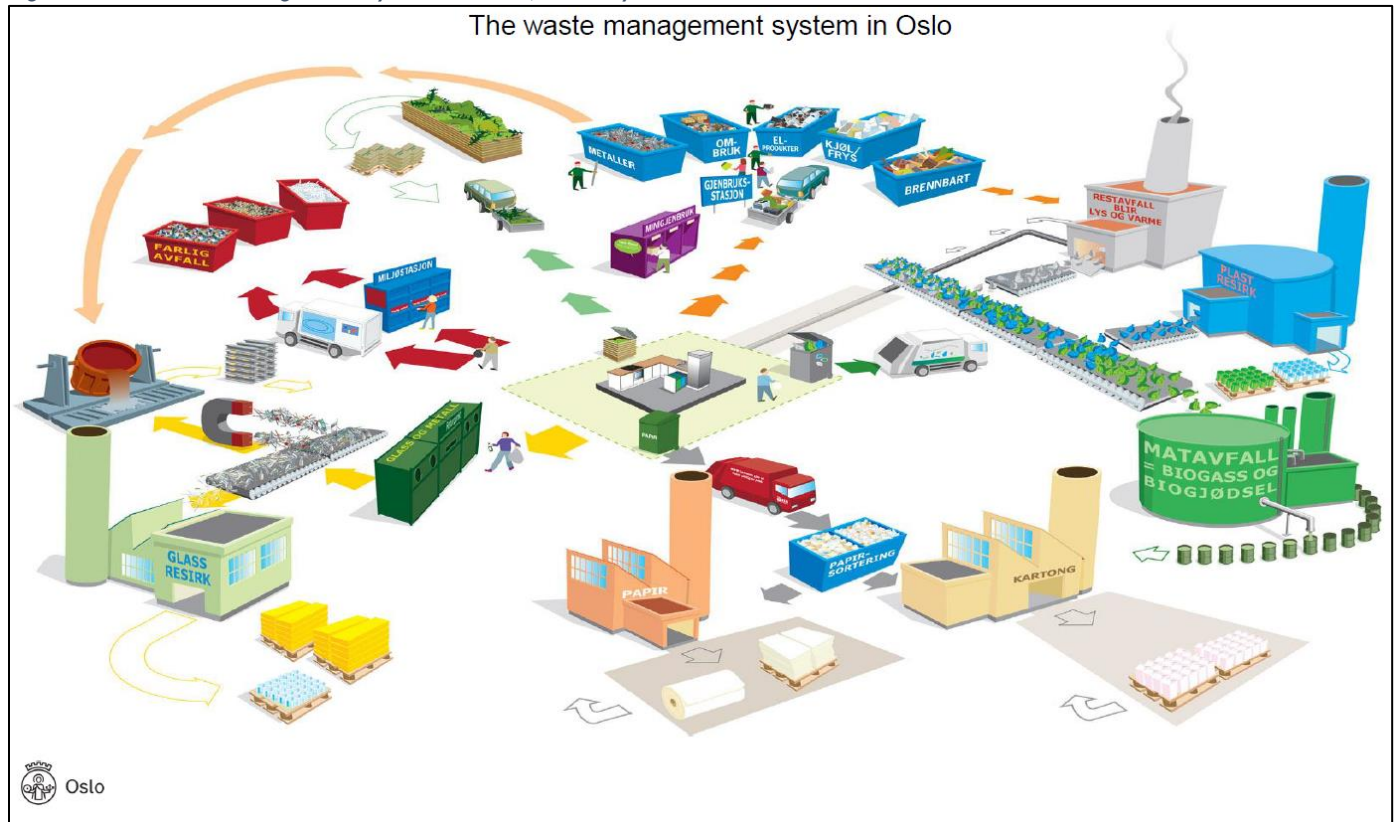 The waste management system in Oslo
METALLER
OM-
BRUK
EL-
PRODUKTER
KJØL/
FRYS
BRENNBART
GJENBRUKS-
STASJON
MINIGJENBRUK
RESTAVFALL
BLIR
LYS OG VARME
FARLIG
AVFALL
MILJØSTASJON
PLAST
RESIRK
GLASS OG METALL
PAPIR
MATAVFALL
= BIOGASS OG
BIOGJØDSEL
GLASS
RESIRK
PAPIR
PAPIR-
SORTERING
KARTONG
Oslo